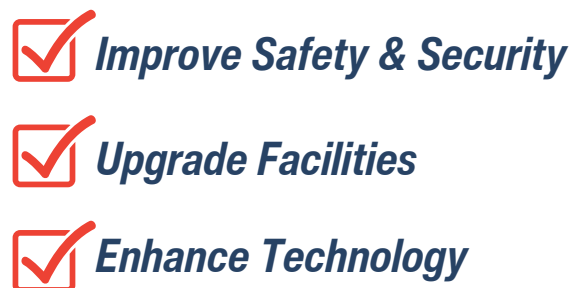 Improve Safety & Security
Upgrade Facilities
Enhance Technology